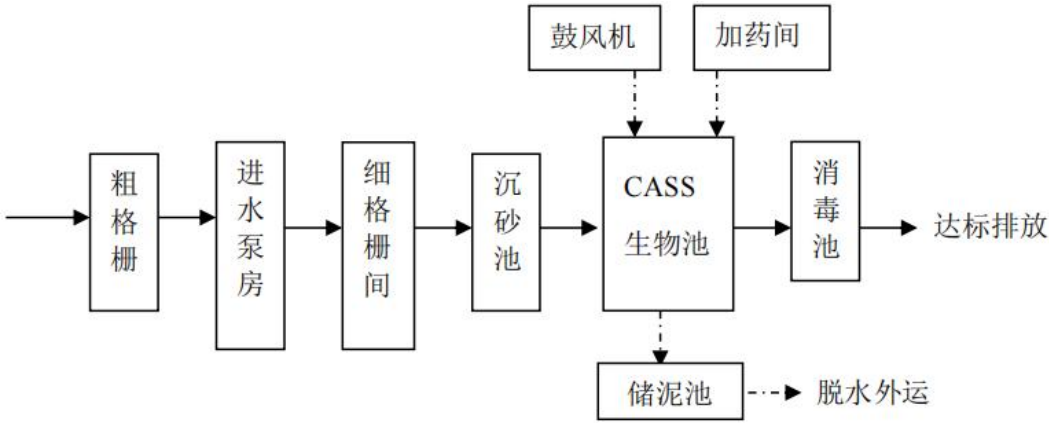 鼓风机
加药间
粗格栅
进水泵房
细格栅间
沉砂池
CASS
生物池
消毒池
达标排放
储泥池
脱水外运